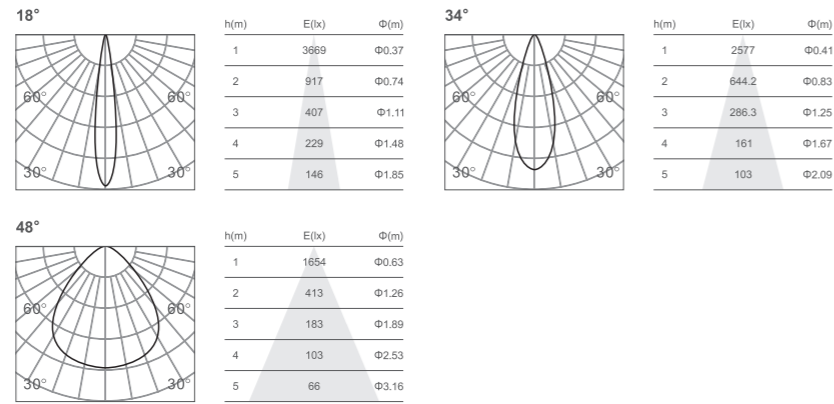 18°
60°
60°
30°
30°
h(m) E(lx) Φ(m)
1 3669 Φ0.37
2 917 Φ0.74
3 407 Φ1.11
4 229 Φ1.48
5 146 Φ1.85
34°
60°
60°
30°
30°
h(m) E(lx) Φ(m)
1 2577 Φ0.41
2 644.2 Φ0.83
3 286.3 Φ1.25
4 161 Φ1.67
5 103 Φ2.09
48°
60°
60°
30°
30°
h(m) E(lx) Φ(m)
1 1654 Φ0.63
2 413 Φ1.26
3 183 Φ1.89
4 103 Φ2.53
5 66 Φ3.16